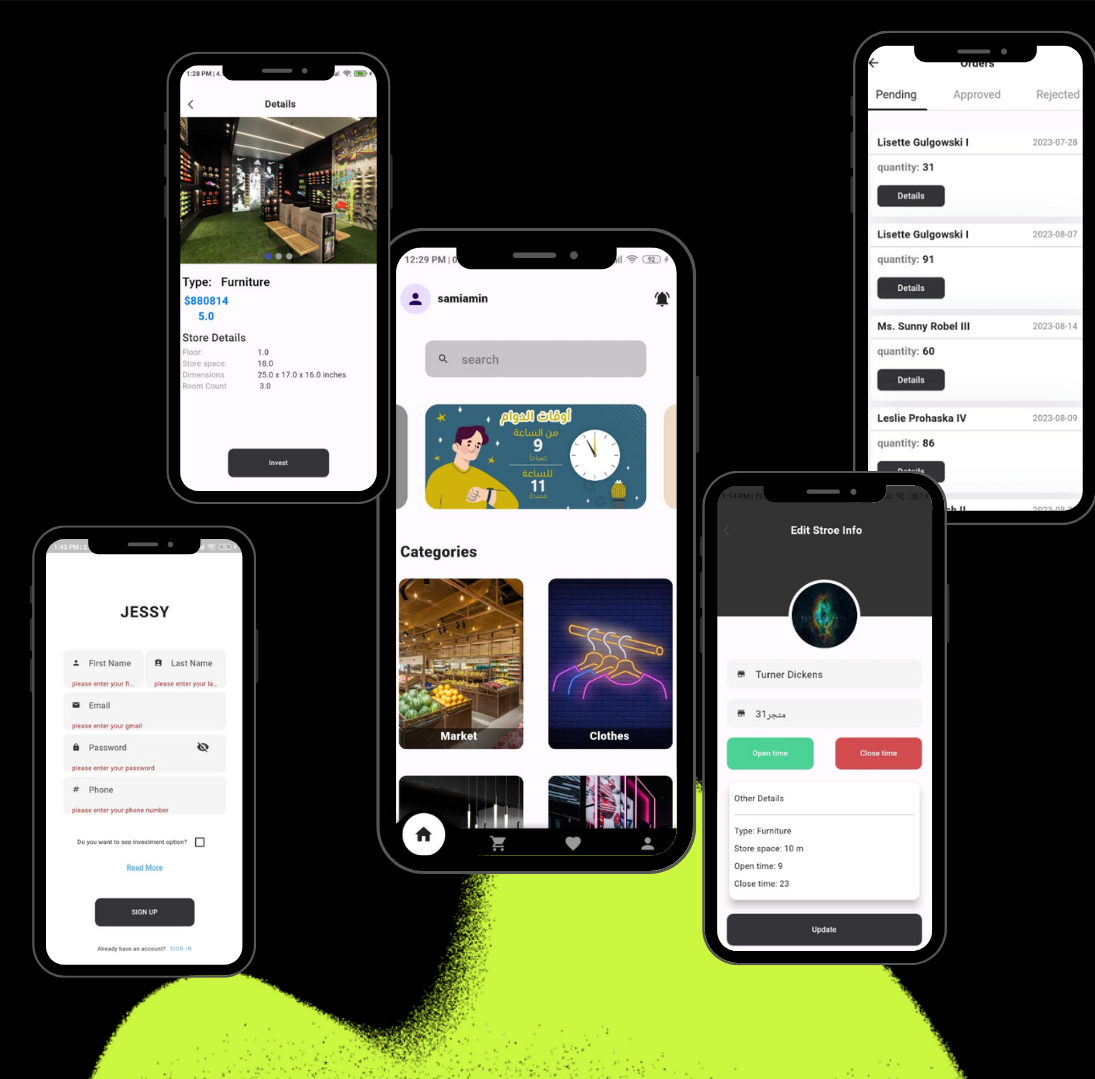 1:28 PM | 4.
Details
Type: Furniture
$880814
5.0
Store Details
Floor: 1.0
Store space: 18.0
Dimensions 25.0 x 17.0 x 16.0 inches
Room Count 3.0
Invest
12:29 PM | 0
92
samiamin
search
أوقات الدوام
من الساعة
9
صباحاً
للساعة
11
مساءً
Categories
Market
Clothes
Orders
Pending Approved Rejected
Lisette Gulgowski I 2023-07-28
quantity: 31
Details
Lisette Gulgowski I 2023-08-07
quantity: 91
Details
Ms. Sunny Robel III 2023-08-14
quantity: 60
Details
Leslie Prohaska IV 2023-08-09
quantity: 86
Details
1:43 PM | 2
JESSY
First Name Last Name
please enter your fi... please enter your la...
Email
please enter your gmail
Password
please enter your password
# Phone
please enter your phone number
Do you want to see investment option?
Read More
SIGN UP
Already have an account? SIGN IN
1:14 PM | 75
Edit Stroe Info
Turner Dickens
متجر31
Open time Close time
Other Details
Type: Furniture
Store space: 10 m
Open time: 9
Close time: 23
Update